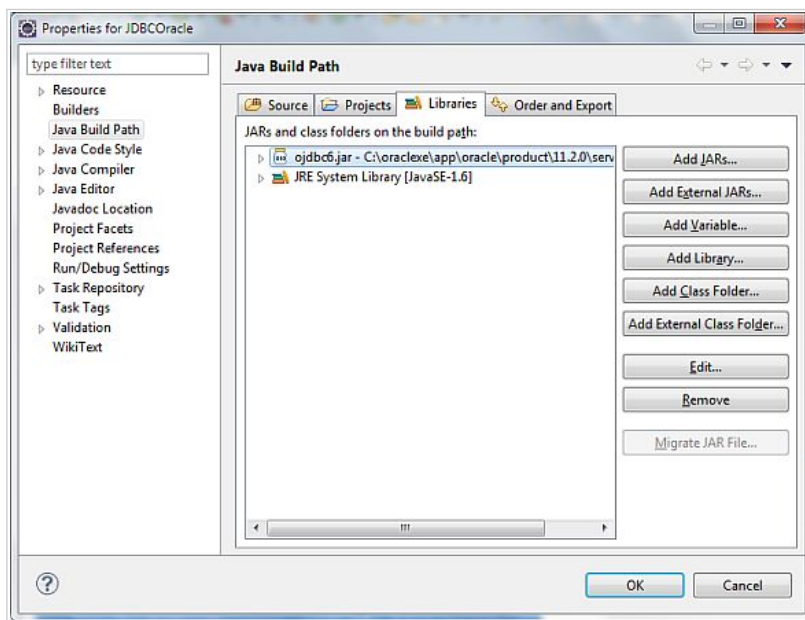 Properties for JDBCOracle
type filter text
Resource
Builders
Java Build Path
Java Code Style
Java Compiler
Java Editor
Javadoc Location
Project Facets
Project References
Run/Debug Settings
Task Repository
Task Tags
Validation
WikiText
Java Build Path
Source Projects Libraries Order and Export
JARs and class folders on the build path:
ojdbc6.jar - C:\oraclexe\app\oracle\product\11.2.0\serv
JRE System Library [JavaSE-1.6]
Add JARs...
Add External JARs...
Add Variable...
Add Library...
Add Class Folder...
Add External Class Folder...
Edit...
Remove
Migrate JAR File...
OK Cancel